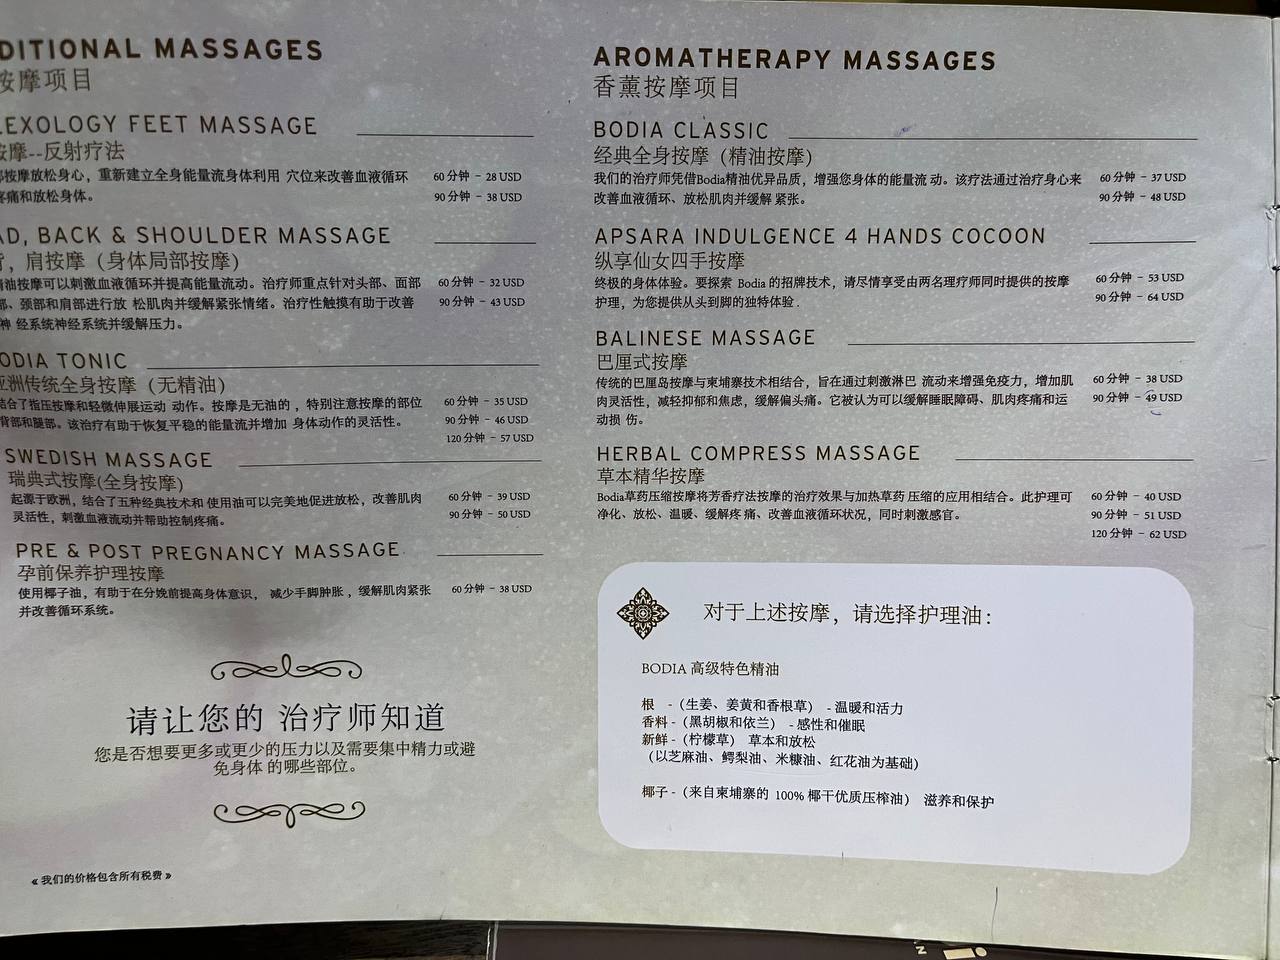 DITIONAL MASSAGES
按摩项目
LEXOLOGY FEET MASSAGE
按摩--反射疗法
部按摩放松身心，重新建立全身能量流身体利用 穴位来改善血液循环
60 分钟 – 28 USD
疼痛和放松身体。
90 分钟 – 38 USD
AD, BACK & SHOULDER MASSAGE
背，肩按摩（身体局部按摩）
精油按摩可以刺激血液循环并提高能量流动。治疗师重点针对头部、面部
60 分钟 – 32 USD
部、颈部和肩部进行放 松肌肉并缓解紧张情绪。治疗性触摸有助于改善
90 分钟 – 43 USD
神 经系统神经系统并缓解压力。
ODIA TONIC
亚洲传统全身按摩（无精油）
结合了指压按摩和轻微伸展运动 动作。按摩是无油的 ，特别注意按摩的部位
60 分钟 – 35 USD
背部和腿部。该治疗有助于恢复平稳的能量流并增加 身体动作的灵活性。
90 分钟 – 46 USD
120 分钟 – 57 USD
SWEDISH MASSAGE
瑞典式按摩(全身按摩)
起源于欧洲，结合了五种经典技术和 使用油可以完美地促进放松，改善肌肉
60 分钟 – 39 USD
灵活性，刺激血液流动并帮助控制疼痛。
90 分钟 – 50 USD
PRE & POST PREGNANCY MASSAGE
孕前保养护理按摩
使用椰子油，有助于在分娩前提高身体意识， 减少手脚肿胀 ，缓解肌肉紧张
60 分钟 – 38 USD
并改善循环系统。
请让您的 治疗师知道
您是否想要更多或更少的压力以及需要集中精力或避
免身体 的哪些部位。
« 我们的价格包含所有税费 »
AROMATHERAPY MASSAGES
香薰按摩项目
BODIA CLASSIC
经典全身按摩（精油按摩）
我们的治疗师凭借Bodia精油优异品质，增强您身体的能量流 动。该疗法通过治疗身心来
60 分钟 – 37 USD
改善血液循环、放松肌肉并缓解 紧张。
90 分钟 – 48 USD
APSARA INDULGENCE 4 HANDS COCOON
纵享仙女四手按摩
终极的身体体验。要探索 Bodia 的招牌技术，请尽情享受由两名理疗师同时提供的按摩
60 分钟 – 53 USD
护理，为您提供从头到脚的独特体验 .
90 分钟 – 64 USD
BALINESE MASSAGE
巴厘式按摩
传统的巴厘岛按摩与柬埔寨技术相结合，旨在通过刺激淋巴 流动来增强免疫力，增加肌
60 分钟 – 38 USD
肉灵活性，减轻抑郁和焦虑，缓解偏头痛。它被认为可以缓解睡眠障碍、肌肉疼痛和运
90 分钟 – 49 USD
动损 伤。
HERBAL COMPRESS MASSAGE
草本精华按摩
Bodia草药压缩按摩将芳香疗法按摩的治疗效果与加热草药 压缩的应用相结合。此护理可
60 分钟 – 40 USD
净化、放松、温暖、缓解疼 痛、改善血液循环状况，同时刺激感官。
90 分钟 – 51 USD
120 分钟 – 62 USD
对于上述按摩，请选择护理油：
BODIA 高级特色精油
根 -（生姜、姜黄和香根草） - 温暖和活力
香料 -（黑胡椒和依兰） - 感性和催眠
新鲜 -（柠檬草） 草本和放松
（以芝麻油、鳄梨油、米糠油、红花油为基础）
椰子 -（来自柬埔寨的 100% 椰干优质压榨油） 滋养和保护